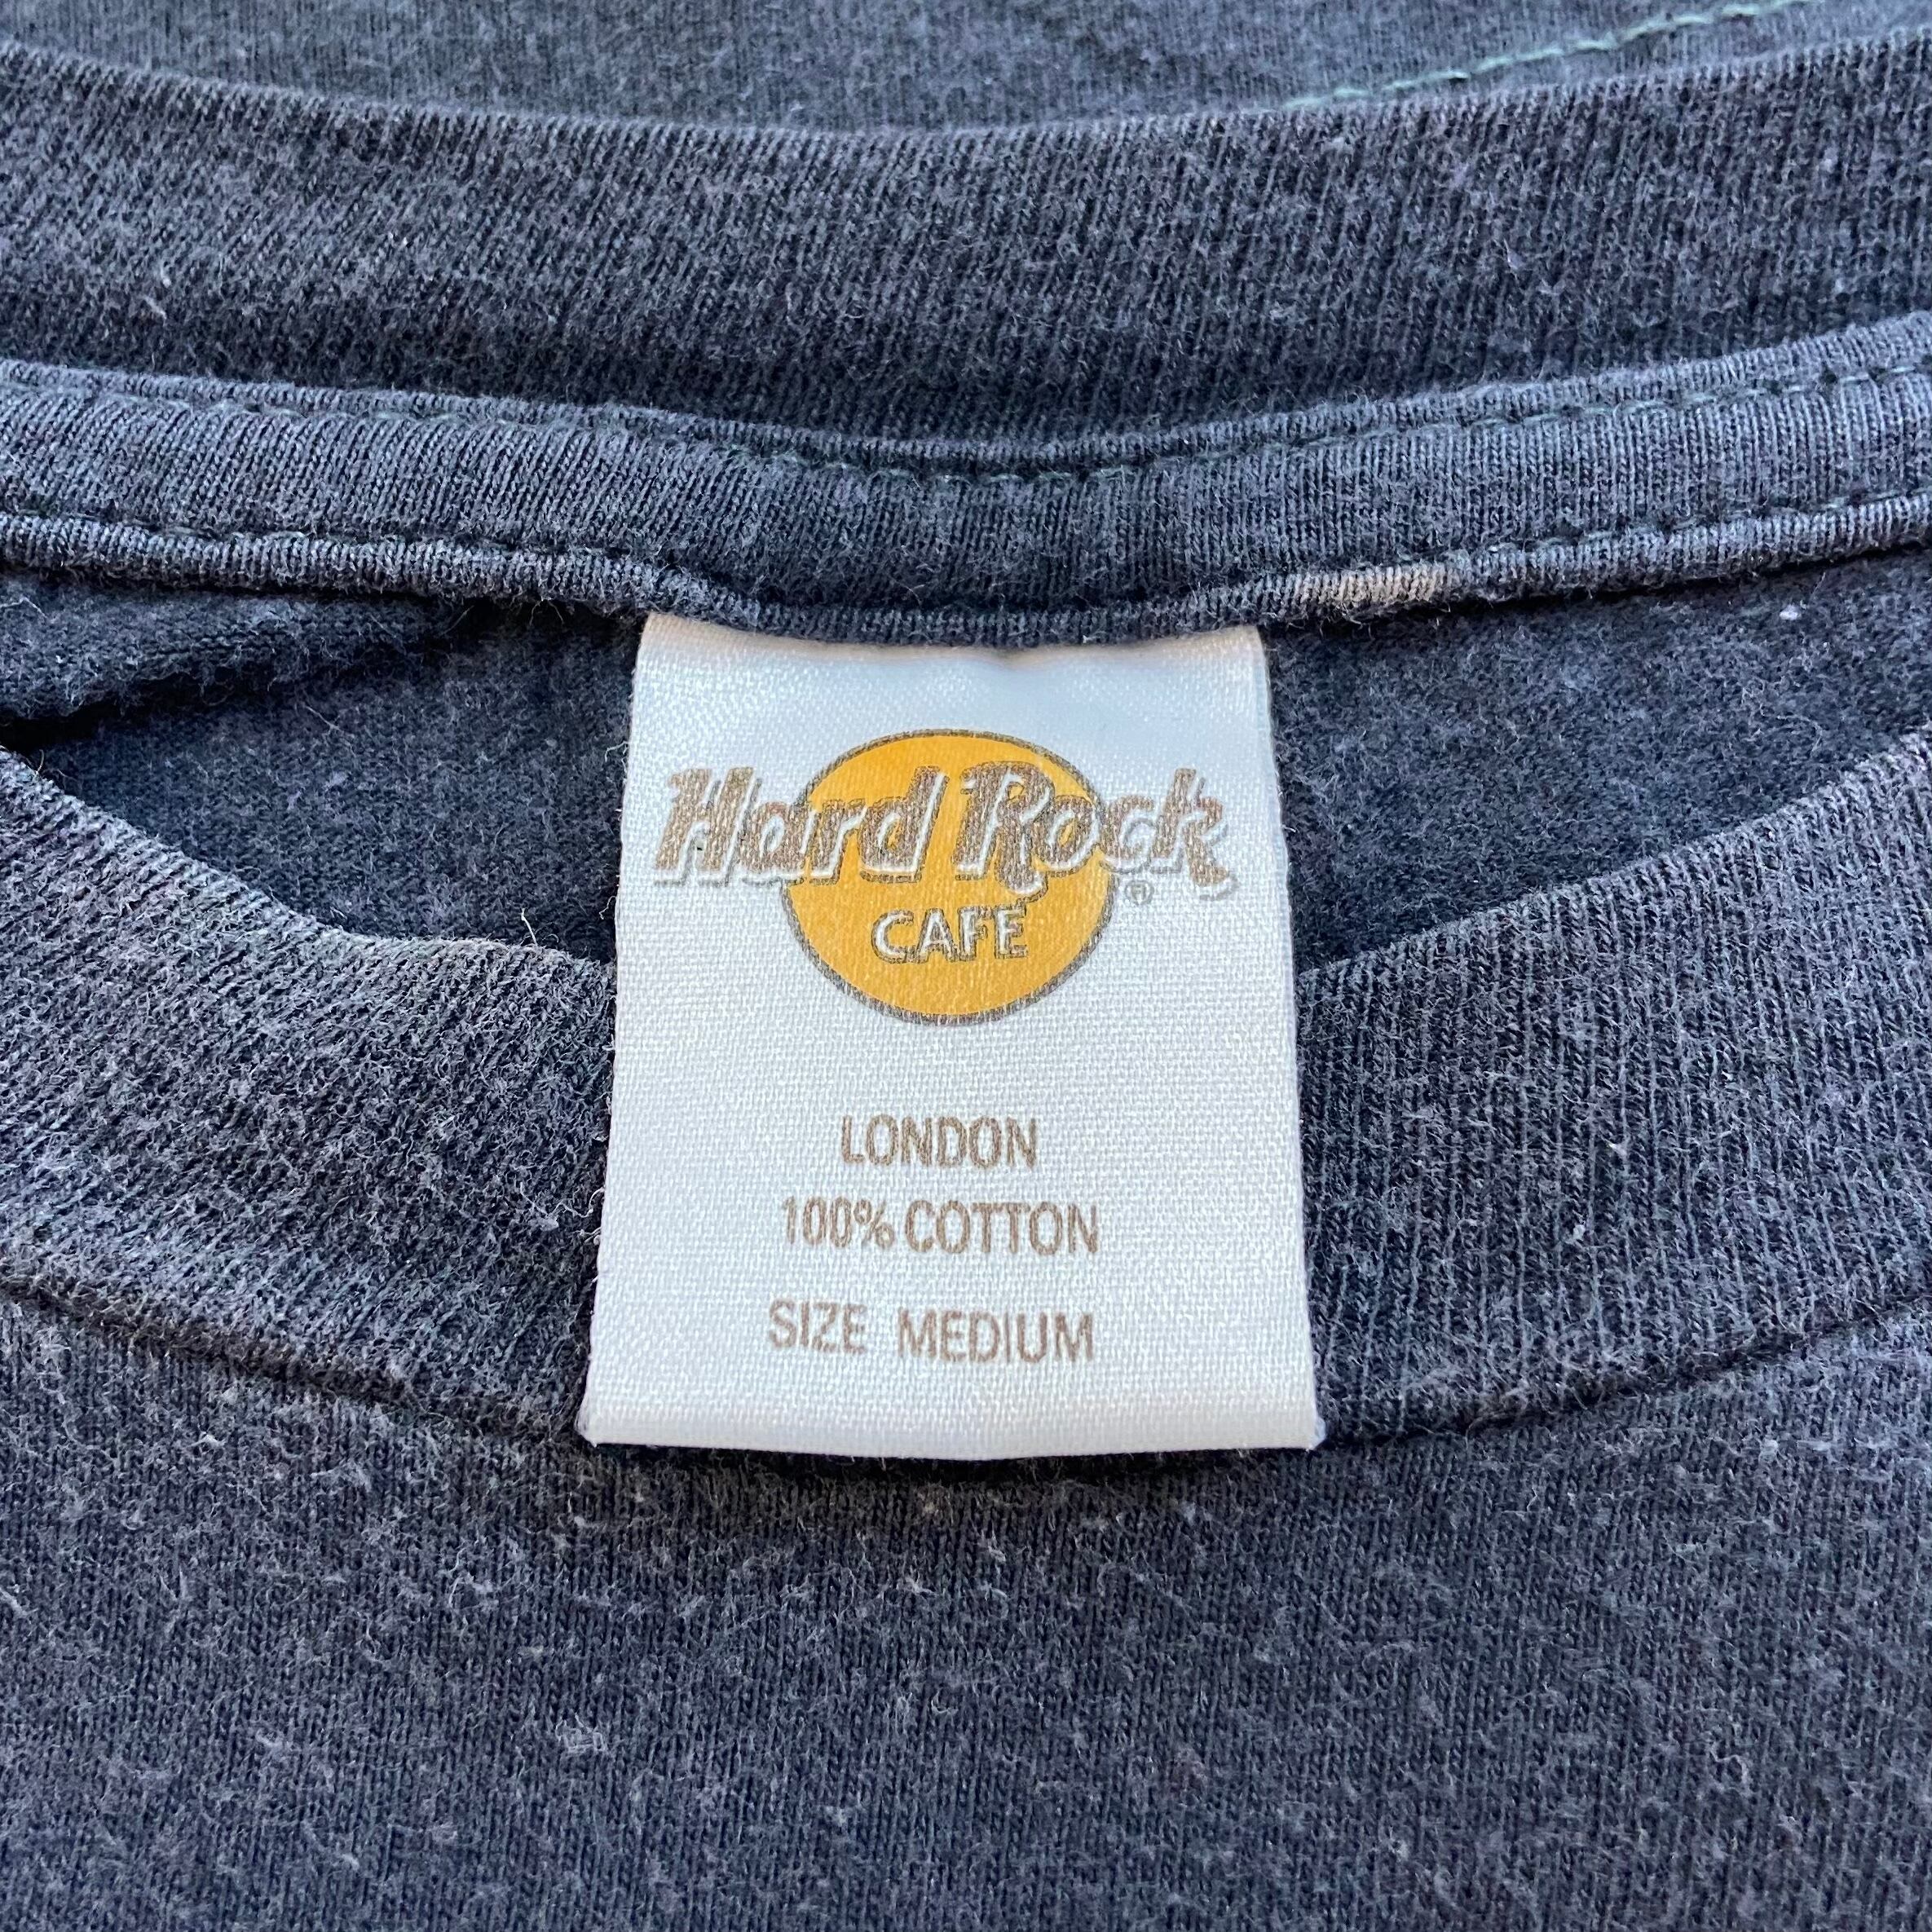 Hard Rock
CAFE
®
LONDON
100% COTTON
SIZE MEDIUM